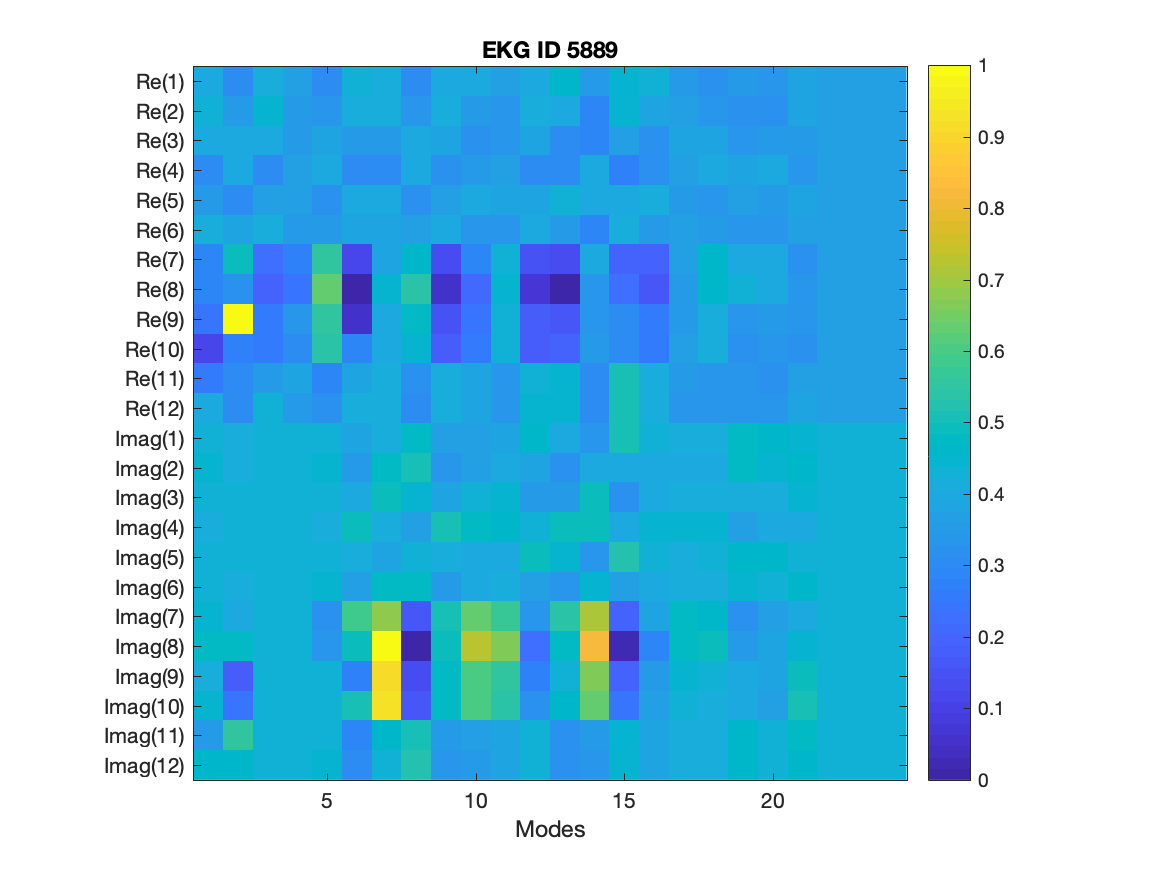 EKG ID 5889
Re(1)
Re(2)
Re(3)
Re(4)
Re(5)
Re(6)
Re(7)
Re(8)
Re(9)
Re(10)
Re(11)
Re(12)
Imag(1)
Imag(2)
Imag(3)
Imag(4)
Imag(5)
Imag(6)
Imag(7)
Imag(8)
Imag(9)
Imag(10)
Imag(11)
Imag(12)
5 10 15 20
Modes
1
0.9
0.8
0.7
0.6
0.5
0.4
0.3
0.2
0.1
0